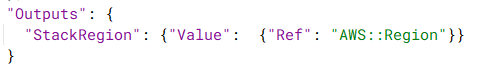 "Outputs": {
  "StackRegion": {"Value":  {"Ref": "AWS::Region"}}
}